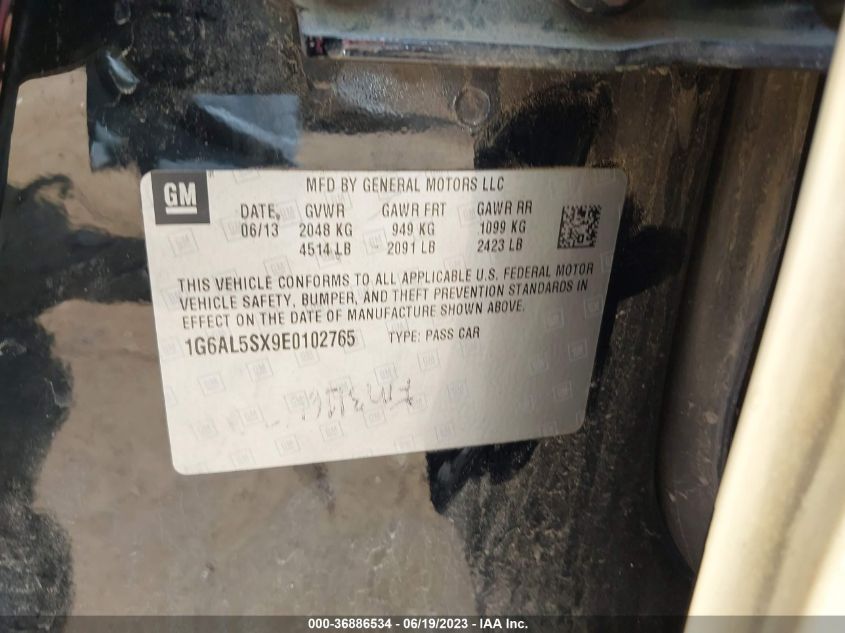 GM
MFD BY GENERAL MOTORS LLC
DATE GVWR GAWR FRT GAWR RR
06/13 2048 KG 949 KG 1099 KG
4514 LB 2091 LB 2423 LB
THIS VEHICLE CONFORMS TO ALL APPLICABLE U.S. FEDERAL MOTOR
VEHICLE SAFETY, BUMPER, AND THEFT PREVENTION STANDARDS IN
EFFECT ON THE DATE OF MANUFACTURE SHOWN ABOVE.
1G6AL5SX9E0102765 TYPE: PASS CAR
000-36886534 - 06/19/2023 - IAA Inc.